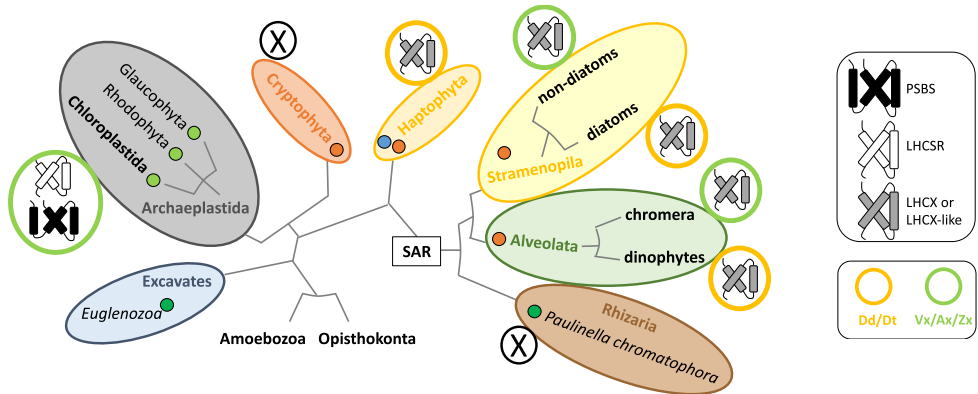 X
Glaucophyta
Rhodophyta
Chloroplastida
Archaeplastida
Cryptophyta
Haptophyta
non-diatoms
diatoms
Stramenopila
SAR
Alveolata
chromera
dinophytes
Rhizaria
Paulinella chromatophora
X
Excavates
Euglenozoa
Amoebozoa Opisthokonta
PSBS
LHCSR
LHCX or
LHCX-like
Dd/Dt Vx/Ax/Zx